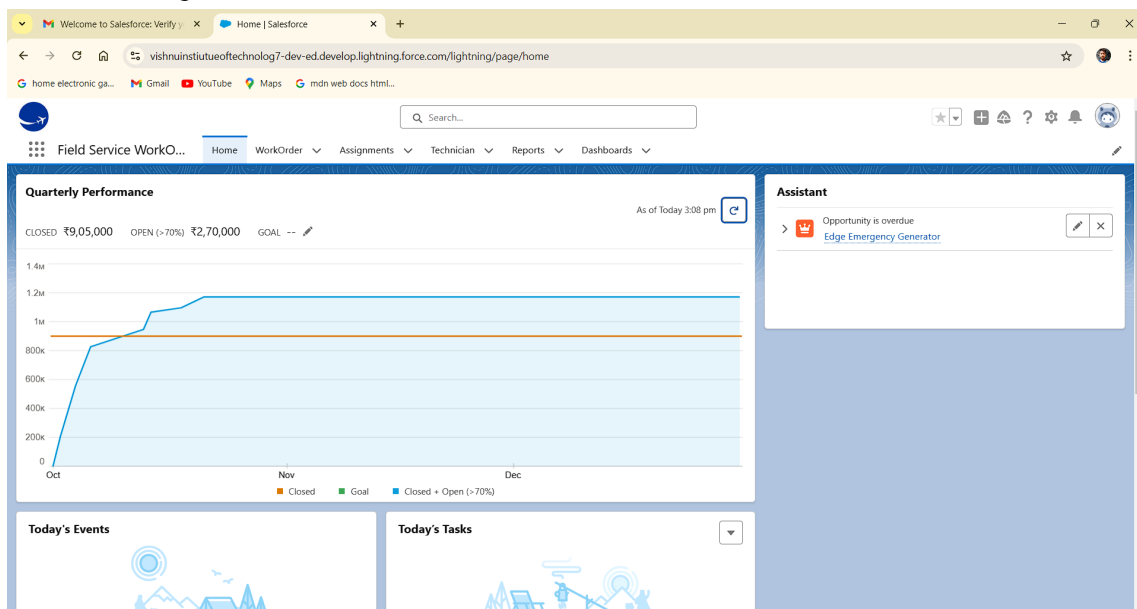 Welcome to Salesforce: Verify y
Home | Salesforce
vishnuinstiutueoftechnolog7-dev-ed.develop.lightning.force.com/lightning/page/home
home electronic ga...
Gmail
YouTube
Maps
mdn web docs html...
Search...
Field Service WorkO...
Home
WorkOrder
Assignments
Technician
Reports
Dashboards
Quarterly Performance
As of Today 3:08 pm
CLOSED ₹9,05,000 OPEN (>70%) ₹2,70,000 GOAL --
1.4M
1.2M
1M
800K
600K
400K
200K
0
Oct Nov Dec
Closed Goal Closed + Open (>70%)
Assistant
Opportunity is overdue
Edge Emergency Generator
Today's Events
Today's Tasks